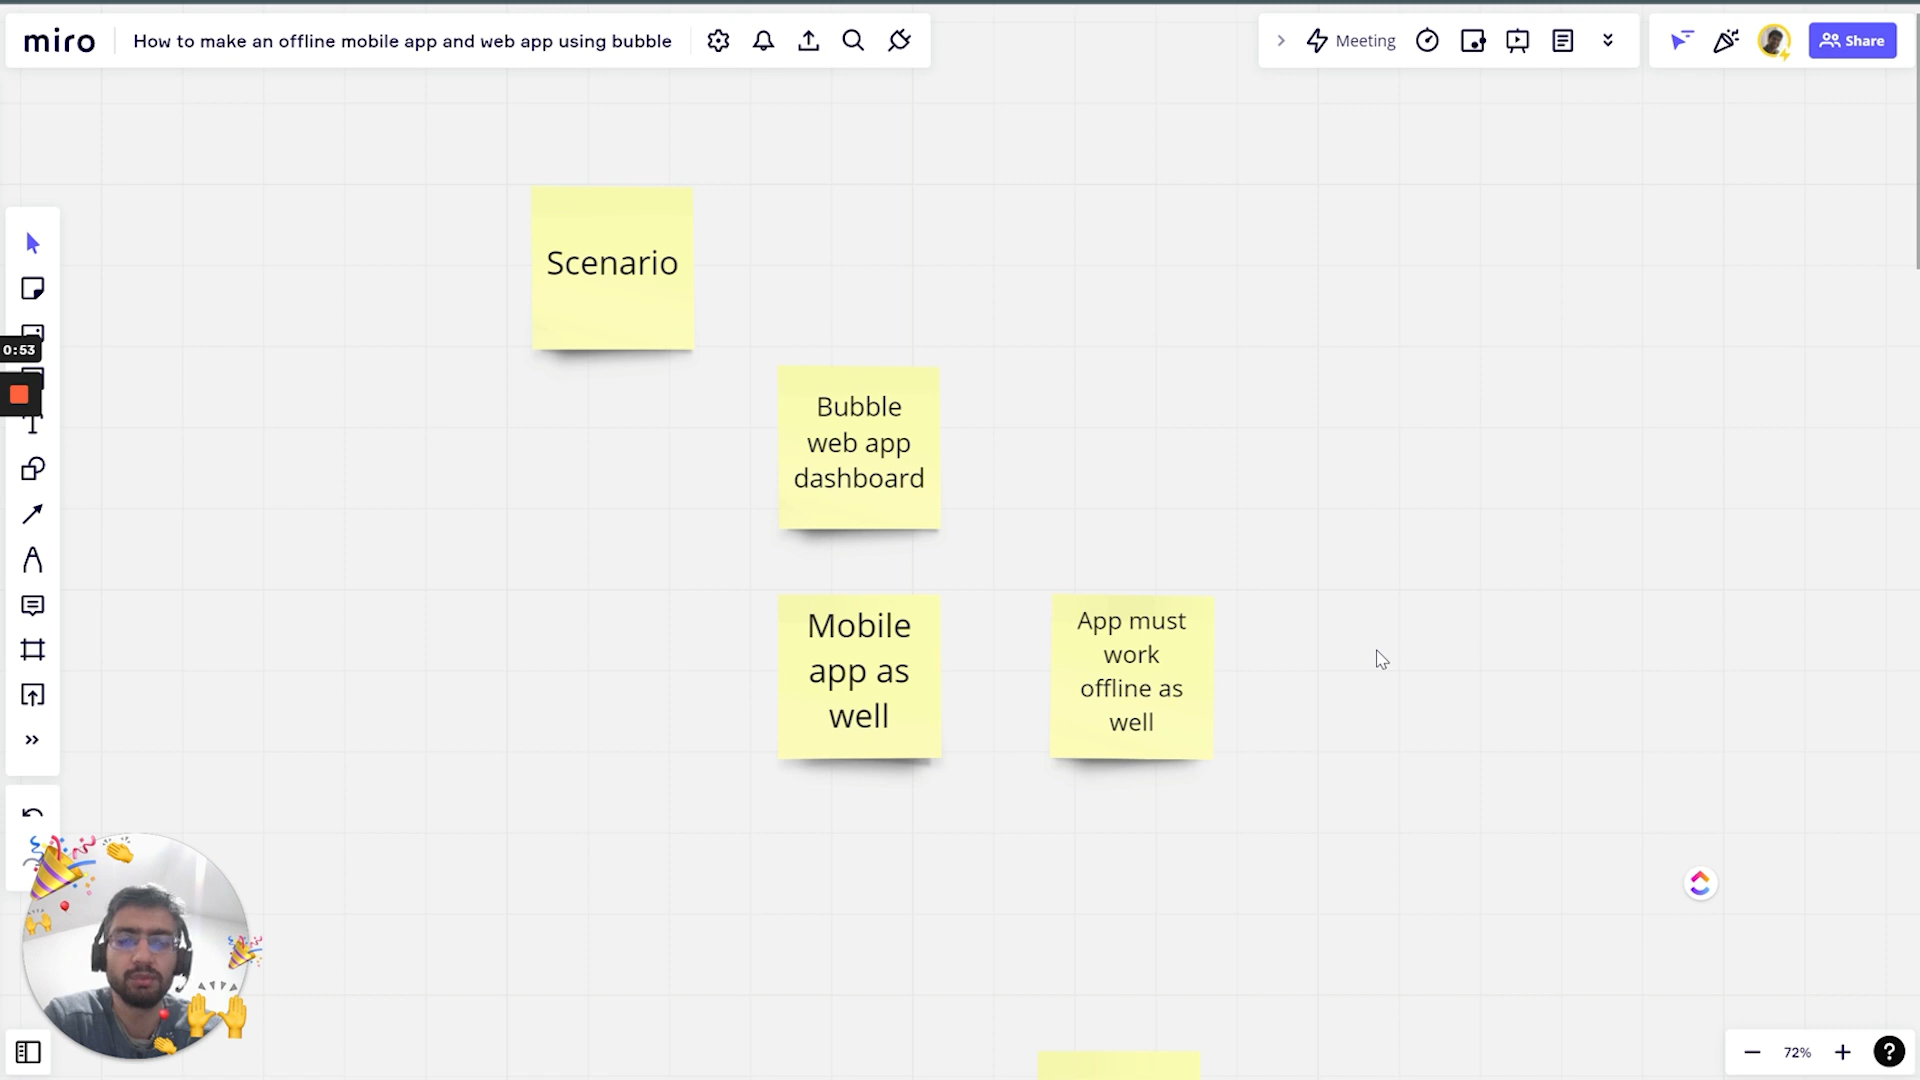 miro
How to make an offline mobile app and web app using bubble
Meeting
Share
Scenario
0:53
Bubble
web app
dashboard
Mobile
app as
well
App must
work
offline as
well
72%